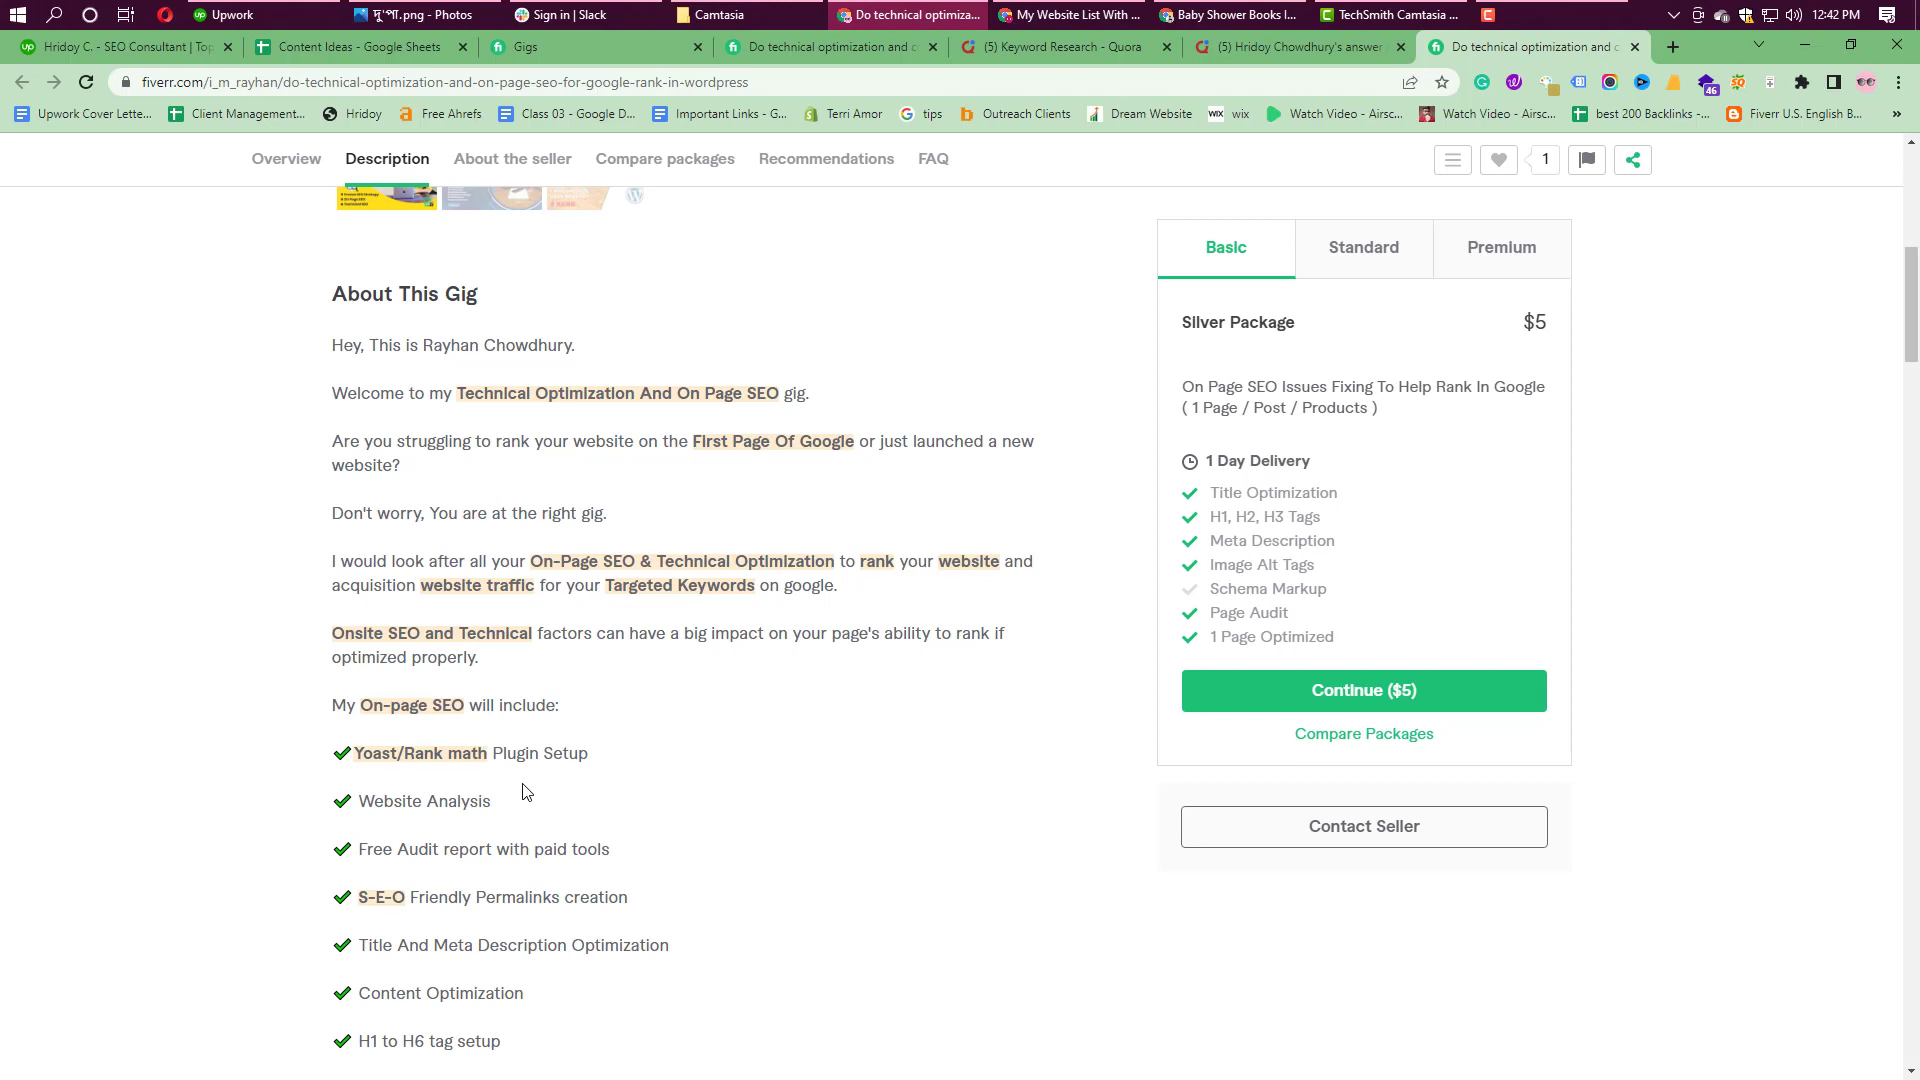 Upwork
দু'পা.png - Photos
Sign in | Slack
Camtasia
Do technical optimiza...
My Website List With ...
Baby Shower Books I...
TechSmith Camtasia ...
12:42 PM
Hridoy C. - SEO Consultant | Top
Content Ideas - Google Sheets
Gigs
Do technical optimization and c
(5) Keyword Research - Quora
(5) Hridoy Chowdhury's answer
Do technical optimization and c
fiverr.com/i_m_rayhan/do-technical-optimization-and-on-page-seo-for-google-rank-in-wordpress
46
Upwork Cover Lette...
Client Management...
Hridoy
Free Ahrefs
Class 03 - Google D...
Important Links - G...
Terri Amor
tips
Outreach Clients
Dream Website
wix
Watch Video - Airsc...
Watch Video - Airsc...
best 200 Backlinks -...
Fiverr U.S. English B...
Overview
Description
About the seller
Compare packages
Recommendations
FAQ
1
Basic
Standard
Premium
About This Gig
Hey, This is Rayhan Chowdhury.
Welcome to my Technical Optimization And On Page SEO gig.
Are you struggling to rank your website on the First Page Of Google or just launched a new
website?
Don't worry, You are at the right gig.
I would look after all your On-Page SEO & Technical Optimization to rank your website and
acquisition website traffic for your Targeted Keywords on google.
Onsite SEO and Technical factors can have a big impact on your page's ability to rank if
optimized properly.
My On-page SEO will include:
Yoast/Rank math Plugin Setup
Website Analysis
Free Audit report with paid tools
S-E-O Friendly Permalinks creation
Title And Meta Description Optimization
Content Optimization
H1 to H6 tag setup
Silver Package
$5
On Page SEO Issues Fixing To Help Rank In Google
( 1 Page / Post / Products )
1 Day Delivery
Title Optimization
H1, H2, H3 Tags
Meta Description
Image Alt Tags
Schema Markup
Page Audit
1 Page Optimized
Continue ($5)
Compare Packages
Contact Seller